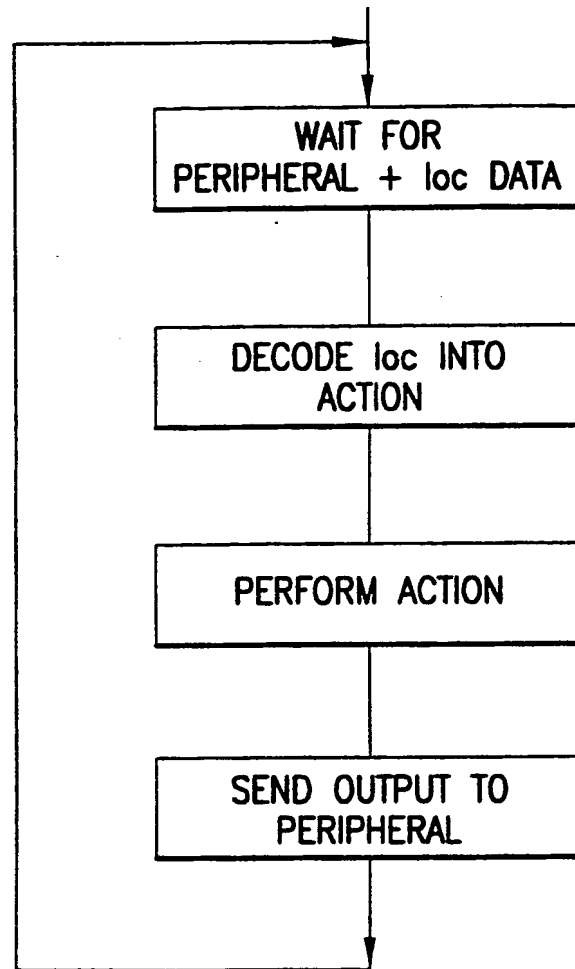 WAIT FOR
PERIPHERAL + loc DATA
DECODE loc INTO
ACTION
PERFORM ACTION
SEND OUTPUT TO
PERIPHERAL